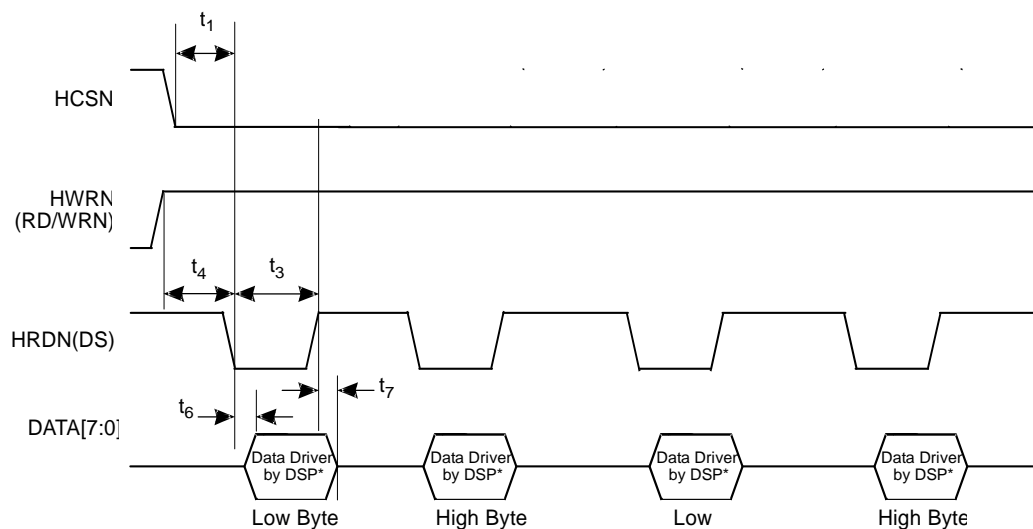 t1
HCSN
HWRN
(RD/WRN)
t4
t3
HRDN(DS)
t7
t6
DATA[7:0]
Data Driver
by DSP*
Data Driver
by DSP*
Data Driver
by DSP*
Data Driver
by DSP*
Low Byte
High Byte
Low
High Byte